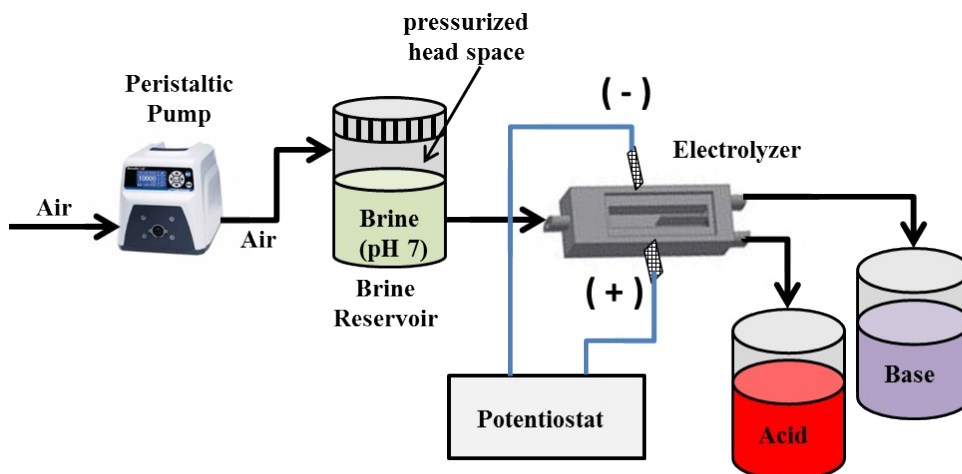 pressurized
head space
Peristaltic
Pump
( - )
Electrolyzer
Air
Air
Brine
(pH 7)
Brine
Reservoir
( + )
Potentiostat
Acid
Base